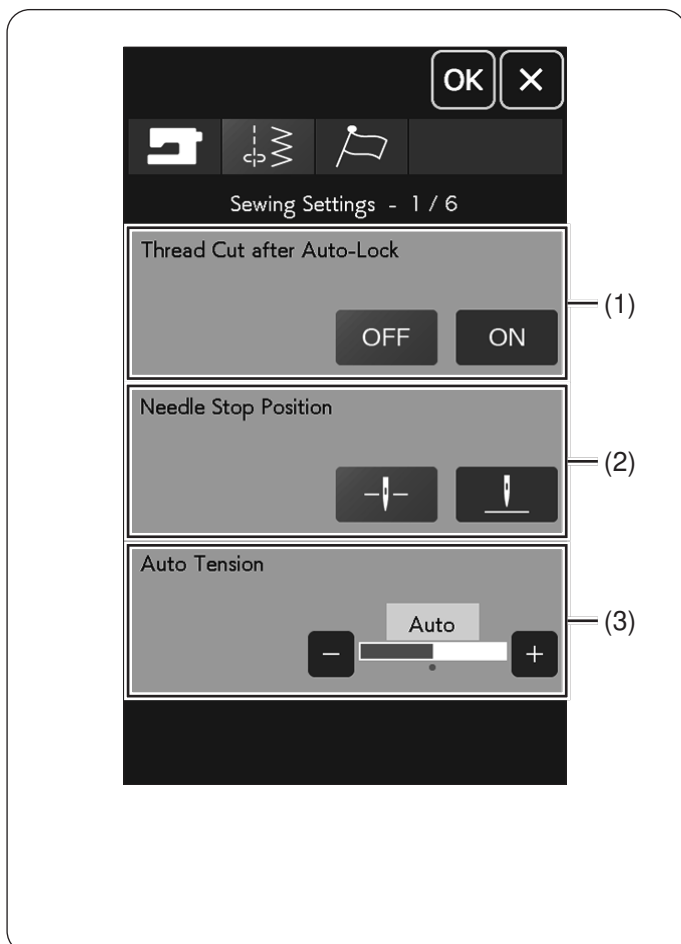 OK X
Sewing Settings - 1 / 6
Thread Cut after Auto-Lock
(1)
OFF ON
Needle Stop Position
(2)
Auto Tension
Auto
(3)
- +